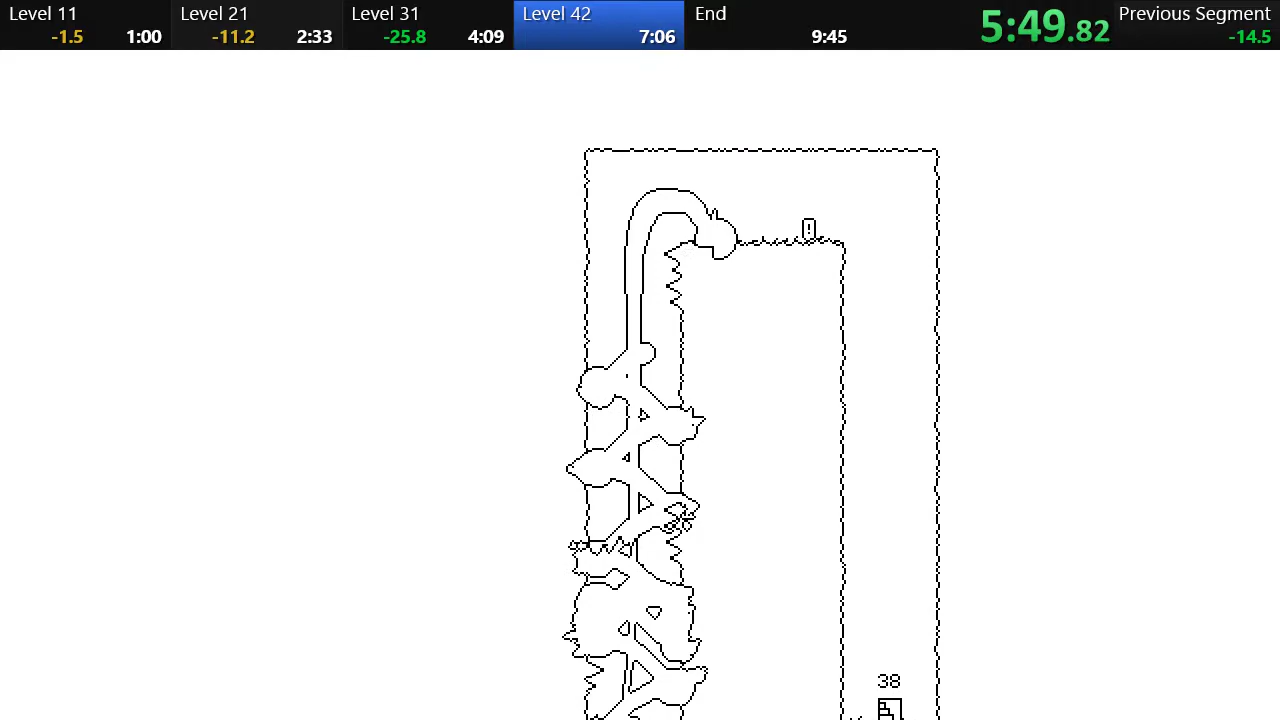 Level 11
-1.5 1:00
Level 21
-11.2 2:33
Level 31
-25.8 4:09
Level 42
7:06
End
9:45
5:49.82
Previous Segment
-14.5
!
38